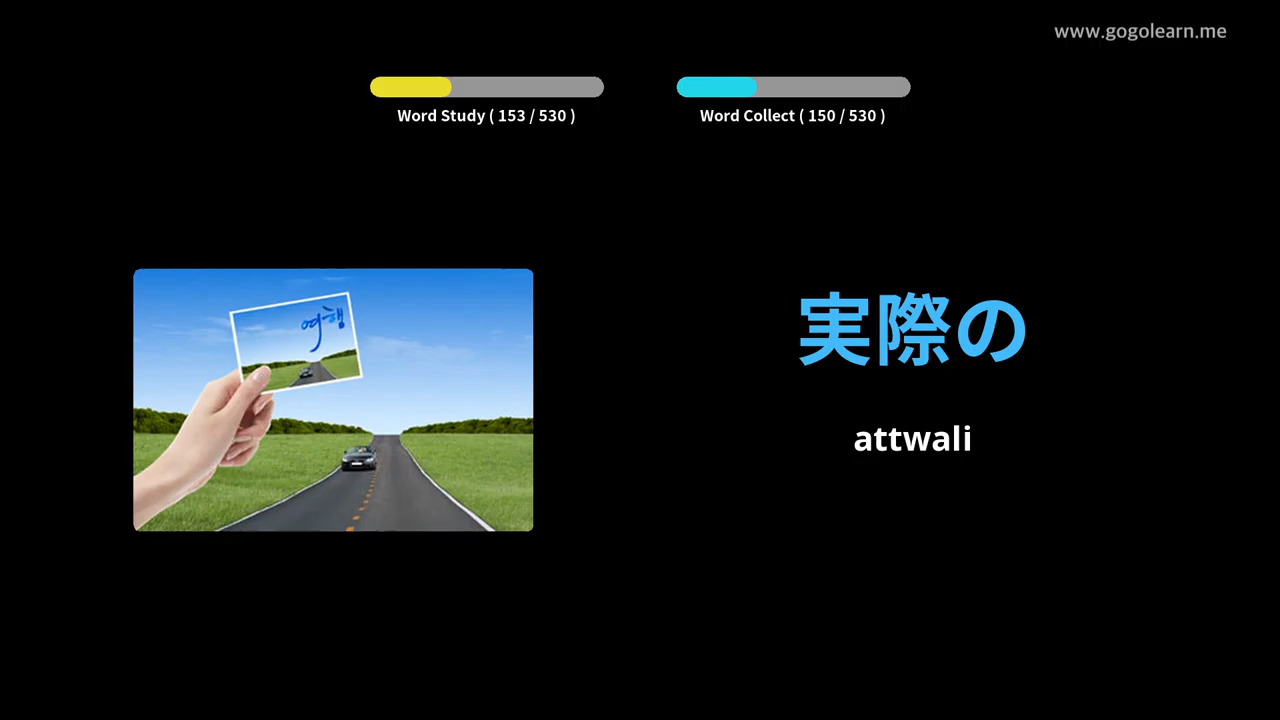 www.gogolearn.me
Word Study ( 153 / 530 )
Word Collect ( 150 / 530 )
여행
実際の
attwali